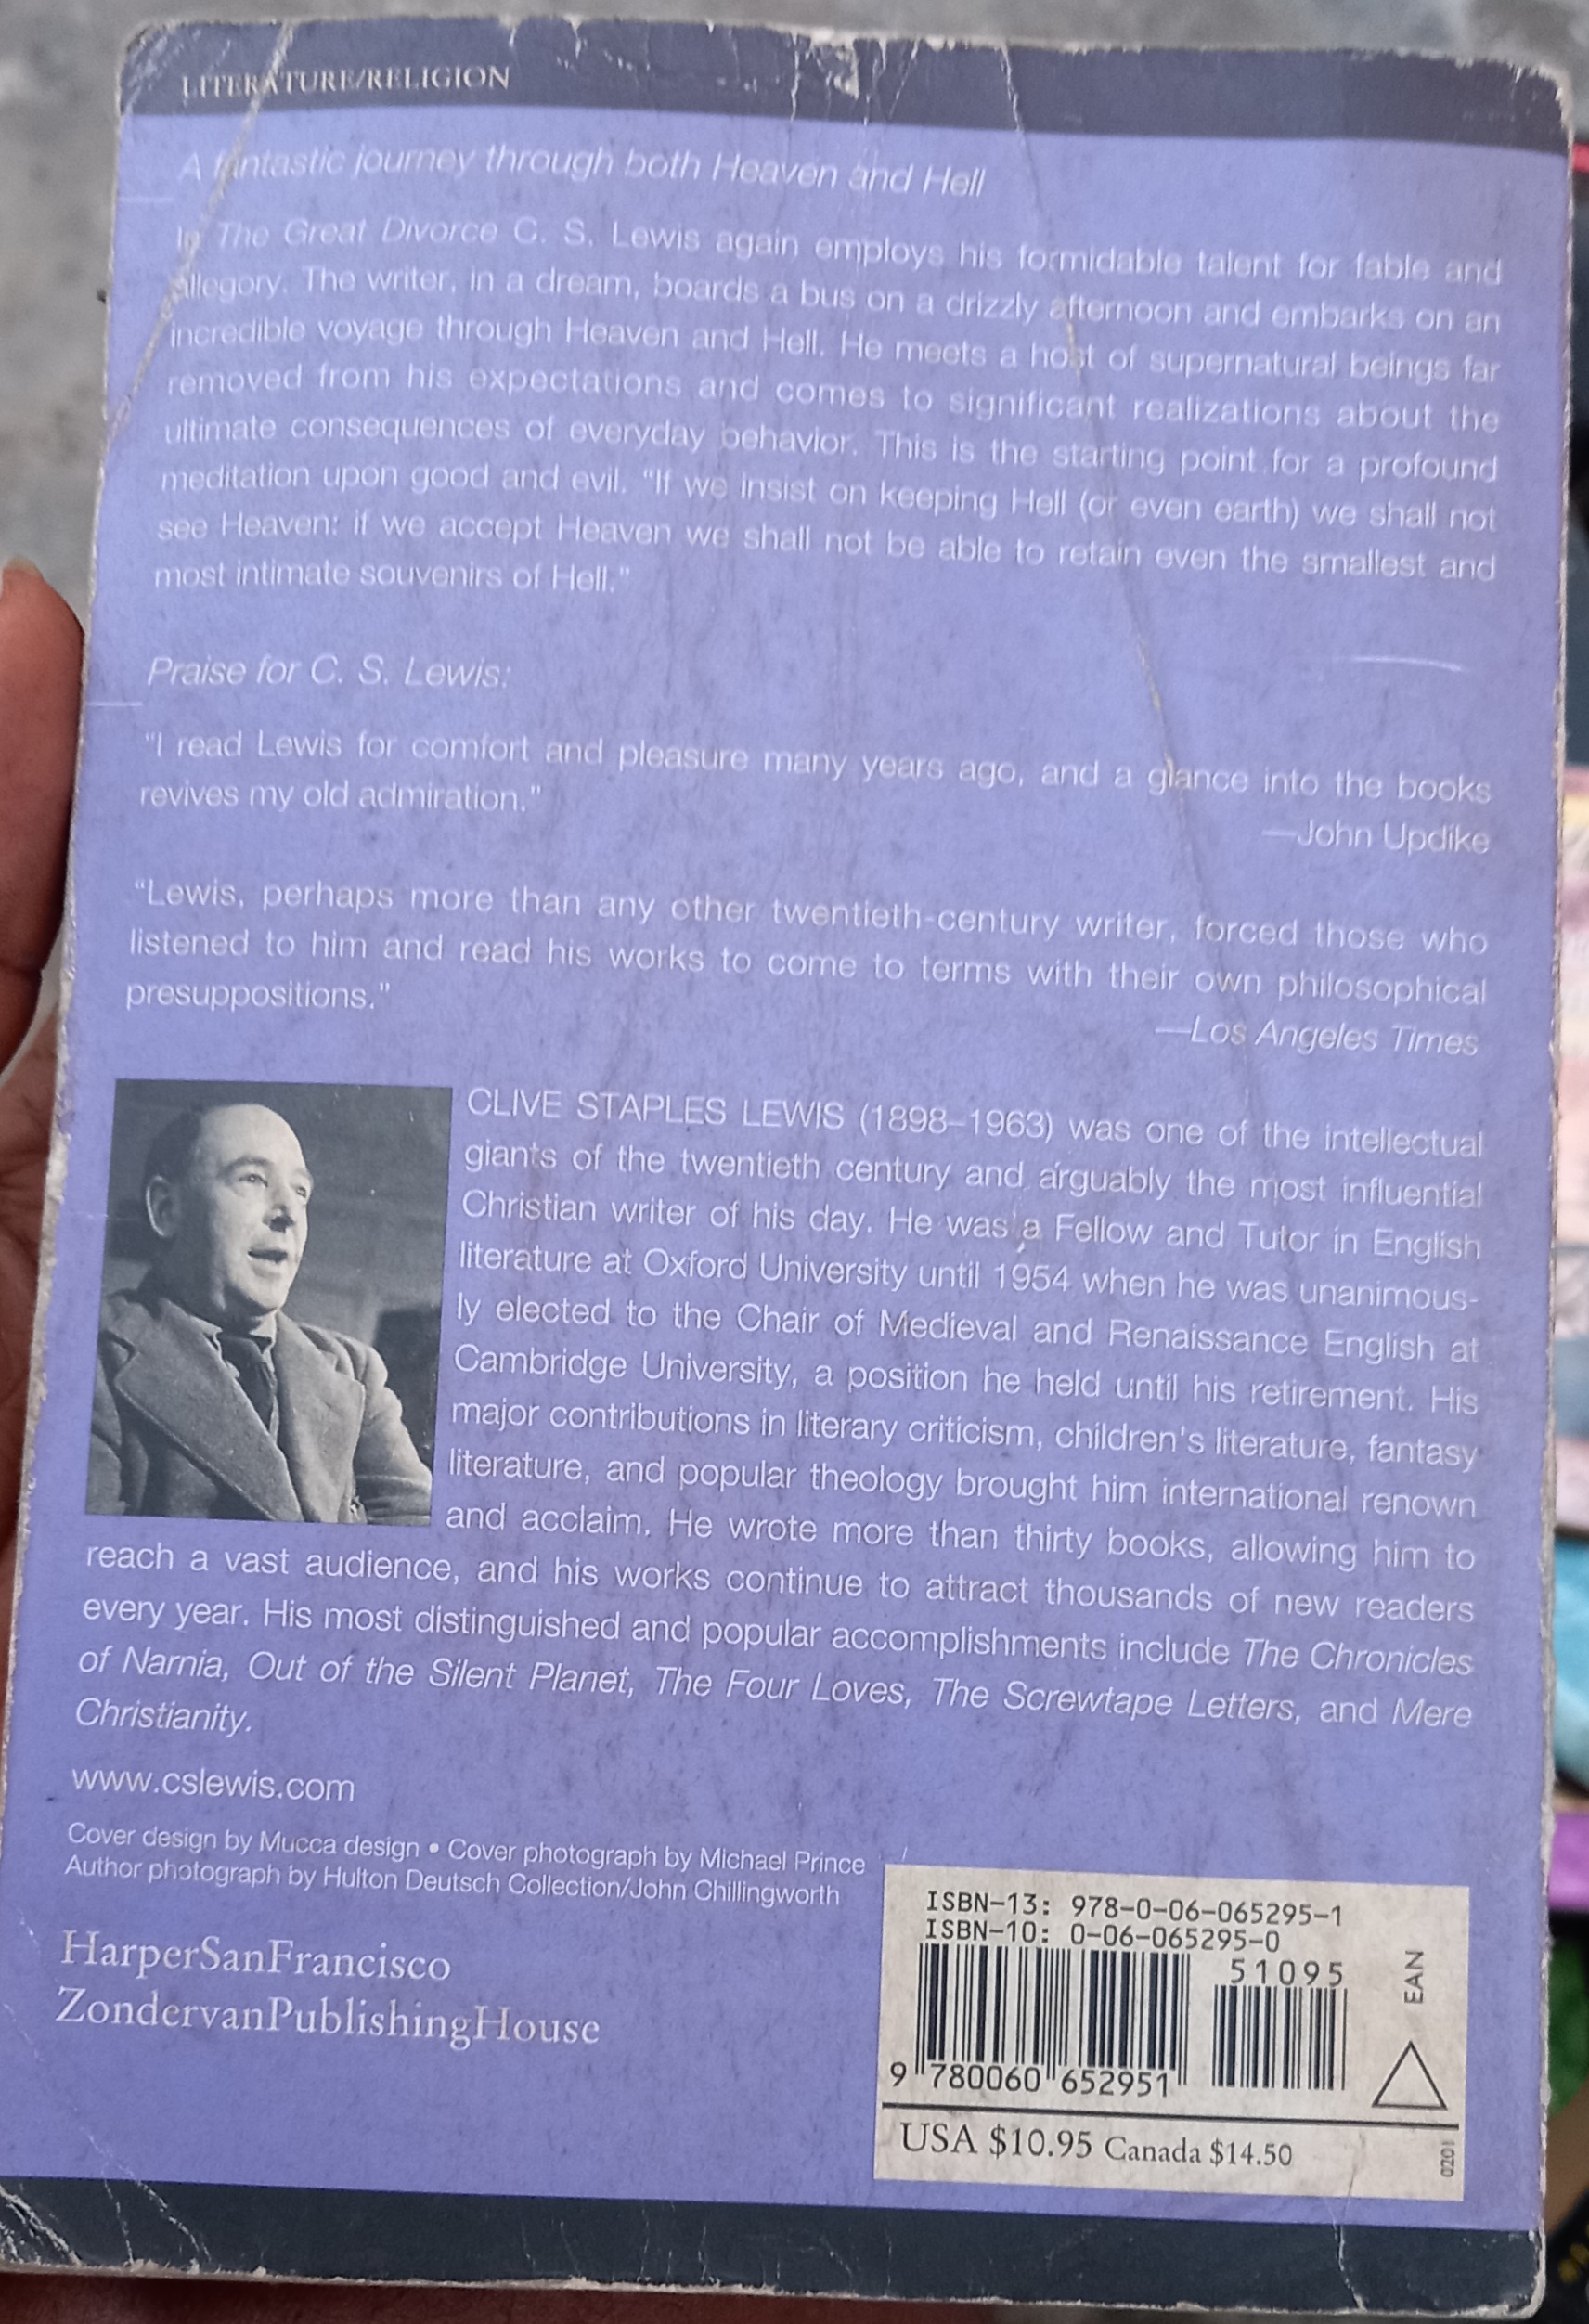 LITERATURE/RELIGION
A fantastic journey through both Heaven and Hell
In The Great Divorce C. S. Lewis again employs his formidable talent for fable and
allegory. The writer, in a dream, boards a bus on a drizzly afternoon and embarks on an
incredible voyage through Heaven and Hell. He meets a host of supernatural beings far
removed from his expectations and comes to significant realizations about the
ultimate consequences of everyday behavior. This is the starting point for a profound
meditation upon good and evil. "If we insist on keeping Hell (or even earth) we shall not
see Heaven: if we accept Heaven we shall not be able to retain even the smallest and
most intimate souvenirs of Hell."
Praise for C. S. Lewis:
"I read Lewis for comfort and pleasure many years ago, and a glance into the books
revives my old admiration."
—John Updike
"Lewis, perhaps more than any other twentieth-century writer, forced those who
listened to him and read his works to come to terms with their own philosophical
presuppositions."
—Los Angeles Times
CLIVE STAPLES LEWIS (1898–1963) was one of the intellectual
giants of the twentieth century and arguably the most influential
Christian writer of his day. He was a Fellow and Tutor in English
literature at Oxford University until 1954 when he was unanimous-
ly elected to the Chair of Medieval and Renaissance English at
Cambridge University, a position he held until his retirement. His
major contributions in literary criticism, children's literature, fantasy
literature, and popular theology brought him international renown
and acclaim. He wrote more than thirty books, allowing him to
reach a vast audience, and his works continue to attract thousands of new readers
every year. His most distinguished and popular accomplishments include The Chronicles
of Narnia, Out of the Silent Planet, The Four Loves, The Screwtape Letters, and Mere
Christianity.
www.cslewis.com
Cover design by Mucca design • Cover photograph by Michael Prince
Author photograph by Hulton Deutsch Collection/John Chillingworth
HarperSanFrancisco
ZondervanPublishingHouse
ISBN-13: 978-0-06-065295-1
ISBN-10: 0-06-065295-0
51095
EAN
9 780060 652951
USA $10.95 Canada $14.50
0201